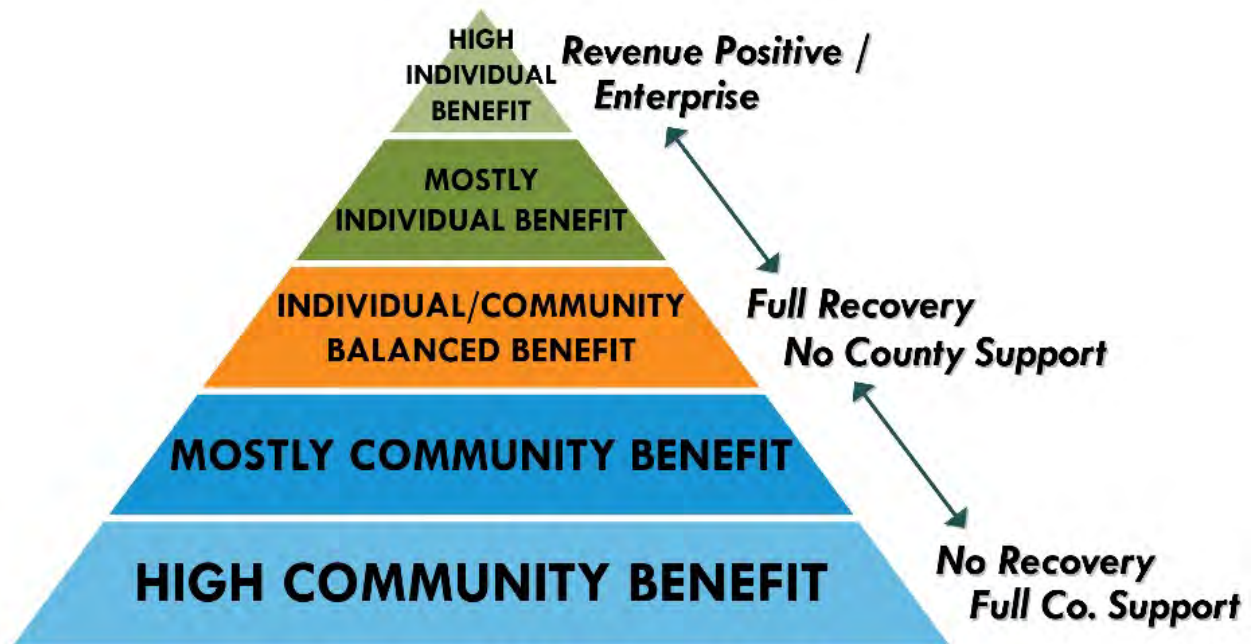 HIGH
INDIVIDUAL
BENEFIT
Revenue Positive /
Enterprise
MOSTLY
INDIVIDUAL BENEFIT
INDIVIDUAL/COMMUNITY
BALANCED BENEFIT
Full Recovery
No County Support
MOSTLY COMMUNITY BENEFIT
HIGH COMMUNITY BENEFIT
No Recovery
Full Co. Support